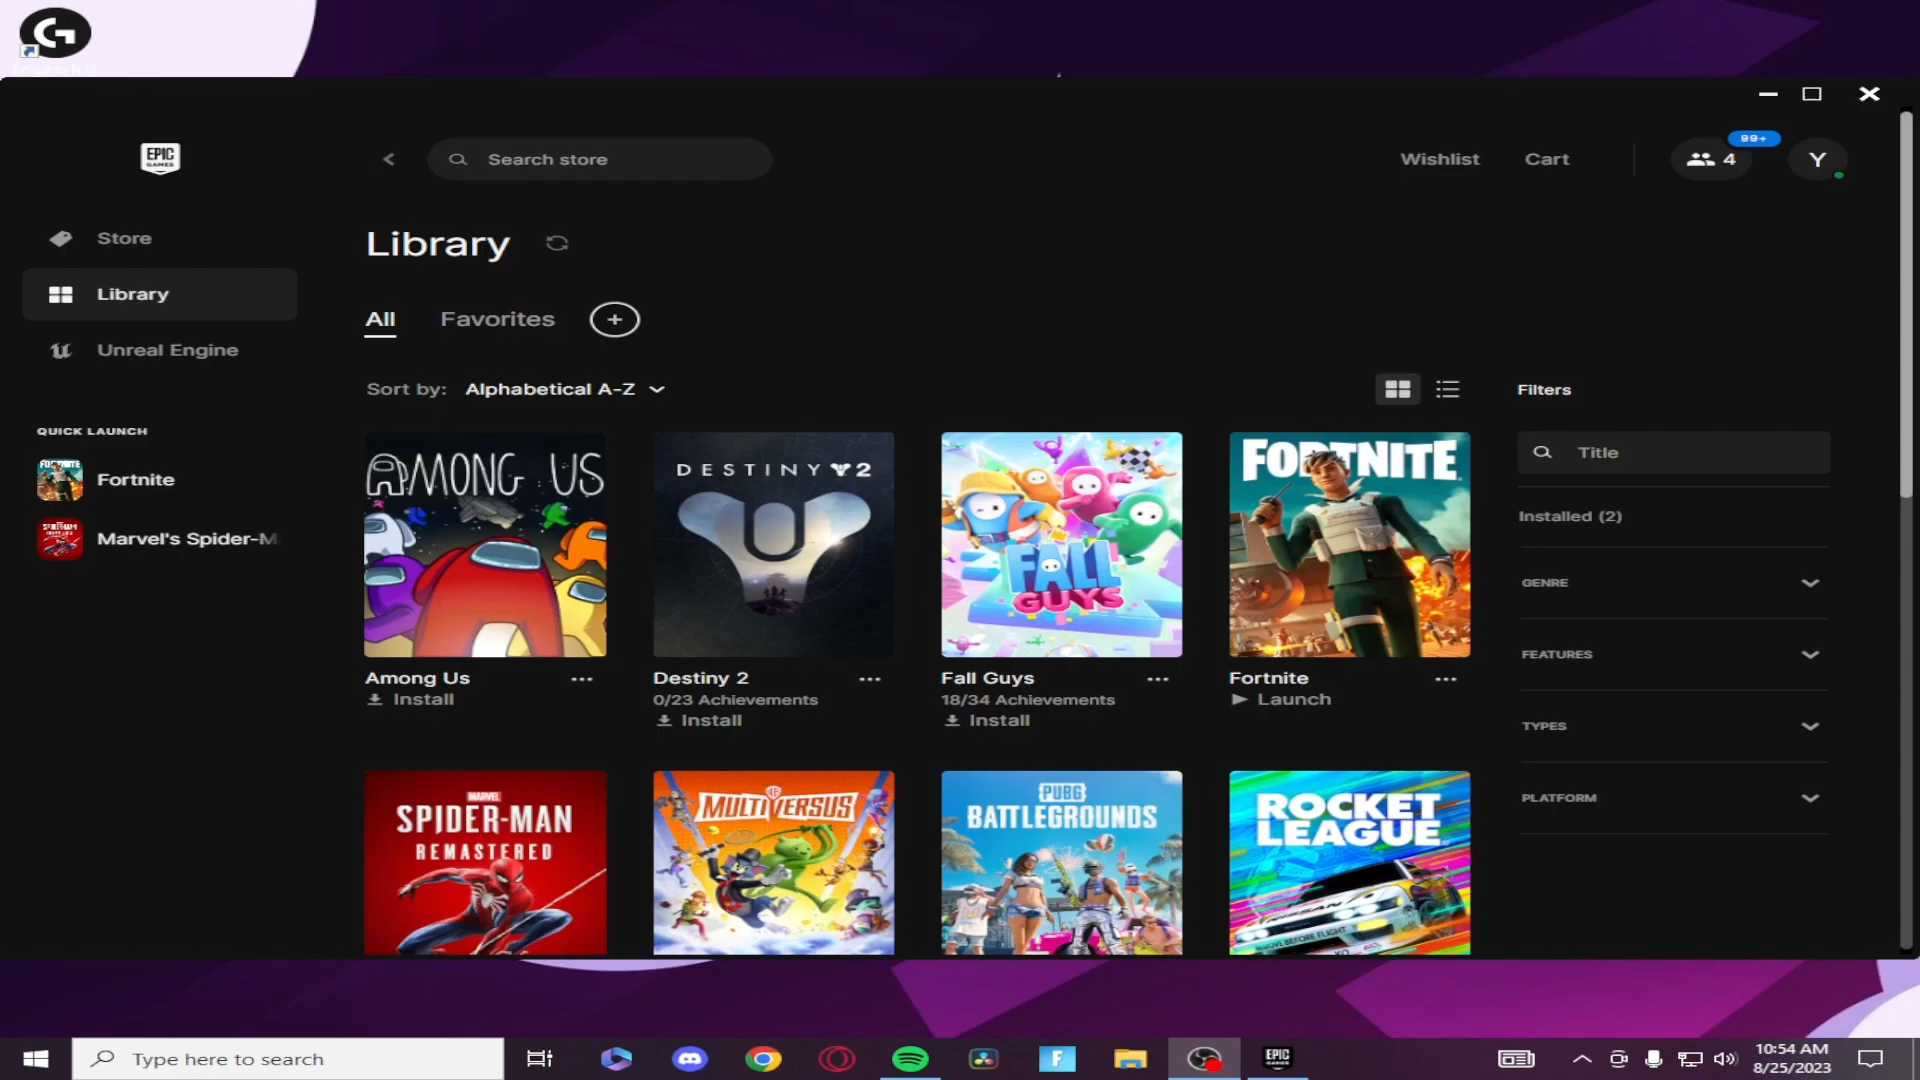 EPIC
GAMES
Search store
Wishlist
Cart
4
99+
Y
Store
Library
Unreal Engine
QUICK LAUNCH
Fortnite
Marvel's Spider-M
Library
All
Favorites
+
Sort by: Alphabetical A-Z
Filters
Title
Installed (2)
GENRE
FEATURES
TYPES
PLATFORM
AMONG US
DESTINY 2
FALL
GUYS
FORTNITE
Among Us
Install
Destiny 2
0/23 Achievements
Install
Fall Guys
18/34 Achievements
Install
Fortnite
Launch
MARVEL
SPIDER-MAN
REMASTERED
MULTIVERSUS
PUBG
BATTLEGROUNDS
ROCKET
LEAGUE
Type here to search
F
EPIC
GAMES
10:54 AM
8/25/2023